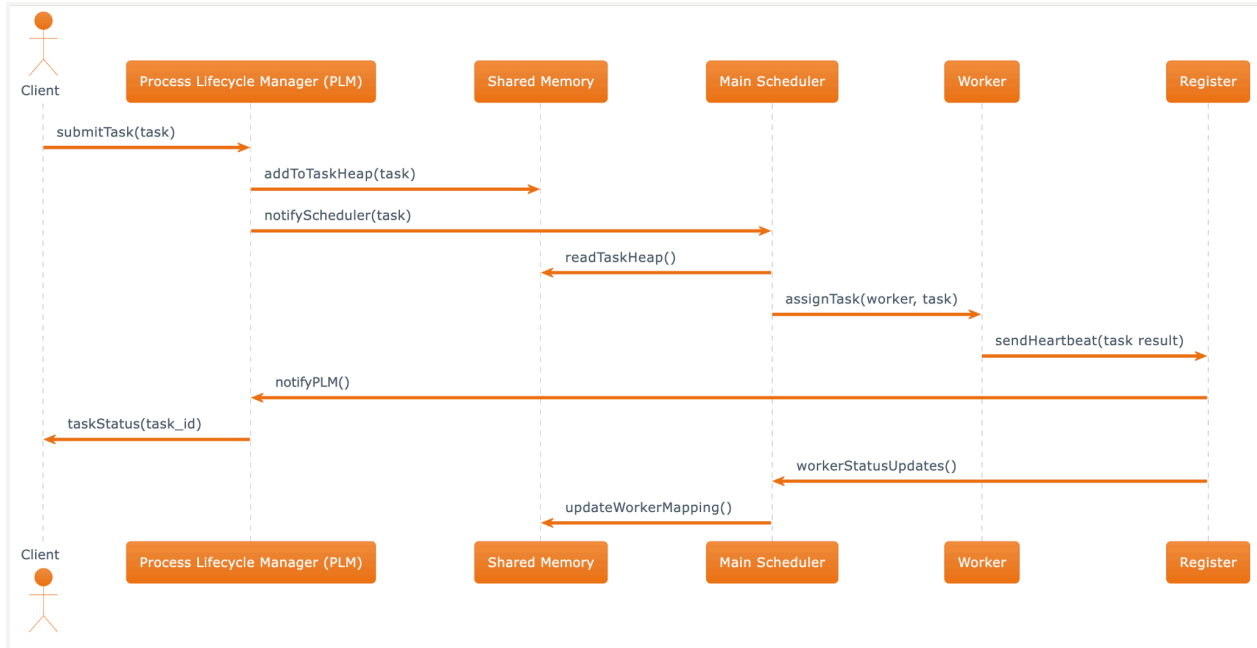 Client
Process Lifecycle Manager (PLM)
Shared Memory
Main Scheduler
Worker
Register
submitTask(task)
addToTaskHeap(task)
notifyScheduler(task)
readTaskHeap()
assignTask(worker, task)
sendHeartbeat(task result)
notifyPLM()
taskStatus(task_id)
workerStatusUpdates()
updateWorkerMapping()
Client
Process Lifecycle Manager (PLM)
Shared Memory
Main Scheduler
Worker
Register